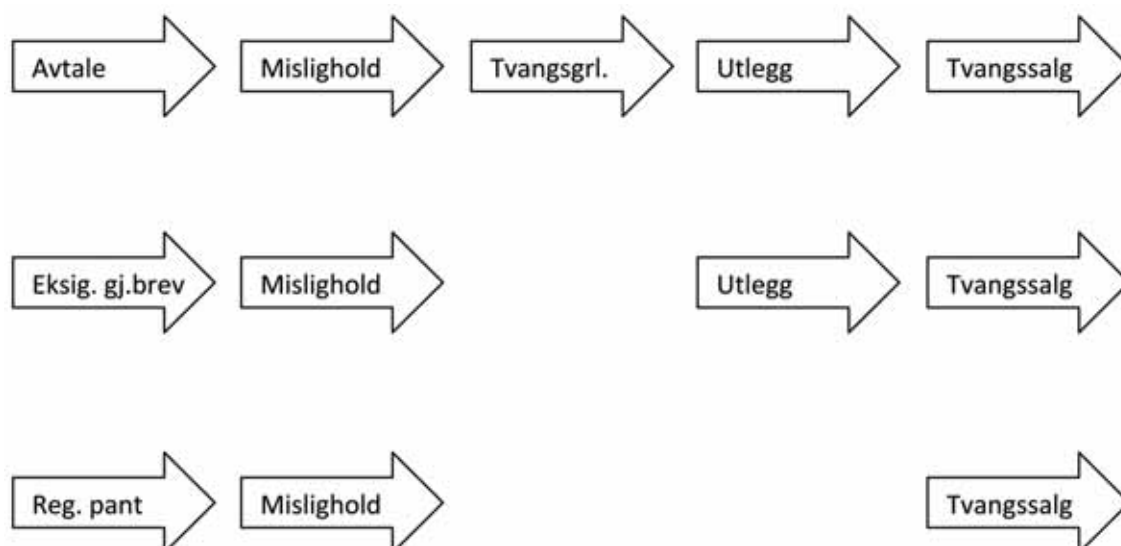 Avtale Mislighold Tvangsgrl. Utlegg Tvangssalg
Eksig. gj.brev Mislighold Utlegg Tvangssalg
Reg. pant Mislighold Tvangssalg